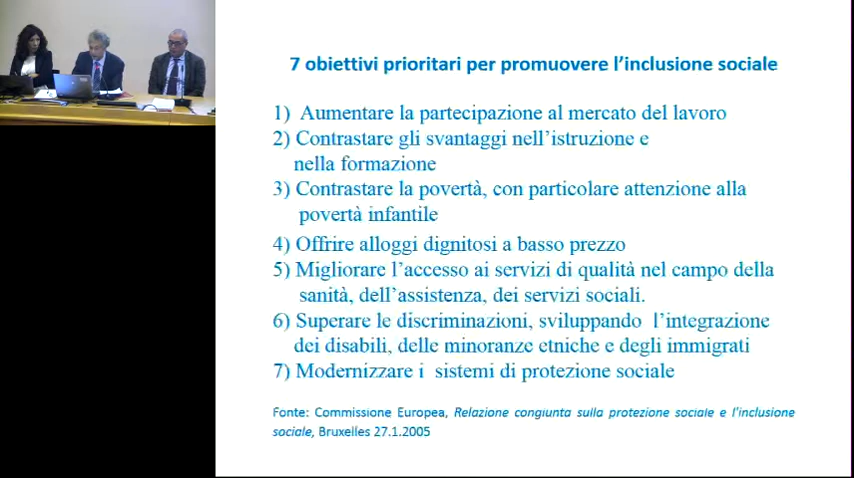 7 obiettivi prioritari per promuovere l'inclusione sociale
1) Aumentare la partecipazione al mercato del lavoro
2) Contrastare gli svantaggi nell'istruzione e
nella formazione
3) Contrastare la povertà, con particolare attenzione alla
povertà infantile
4) Offrire alloggi dignitosi a basso prezzo
5) Migliorare l'accesso ai servizi di qualità nel campo della
sanità, dell'assistenza, dei servizi sociali.
6) Superare le discriminazioni, sviluppando l'integrazione
dei disabili, delle minoranze etniche e degli immigrati
7) Modernizzare i sistemi di protezione sociale
Fonte: Commissione Europea, Relazione congiunta sulla protezione sociale e l'inclusione
sociale, Bruxelles 27.1.2005